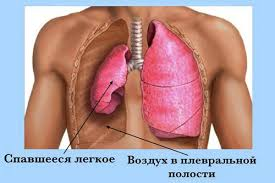 Спавшееся легкое
Воздух в плевральной
полости